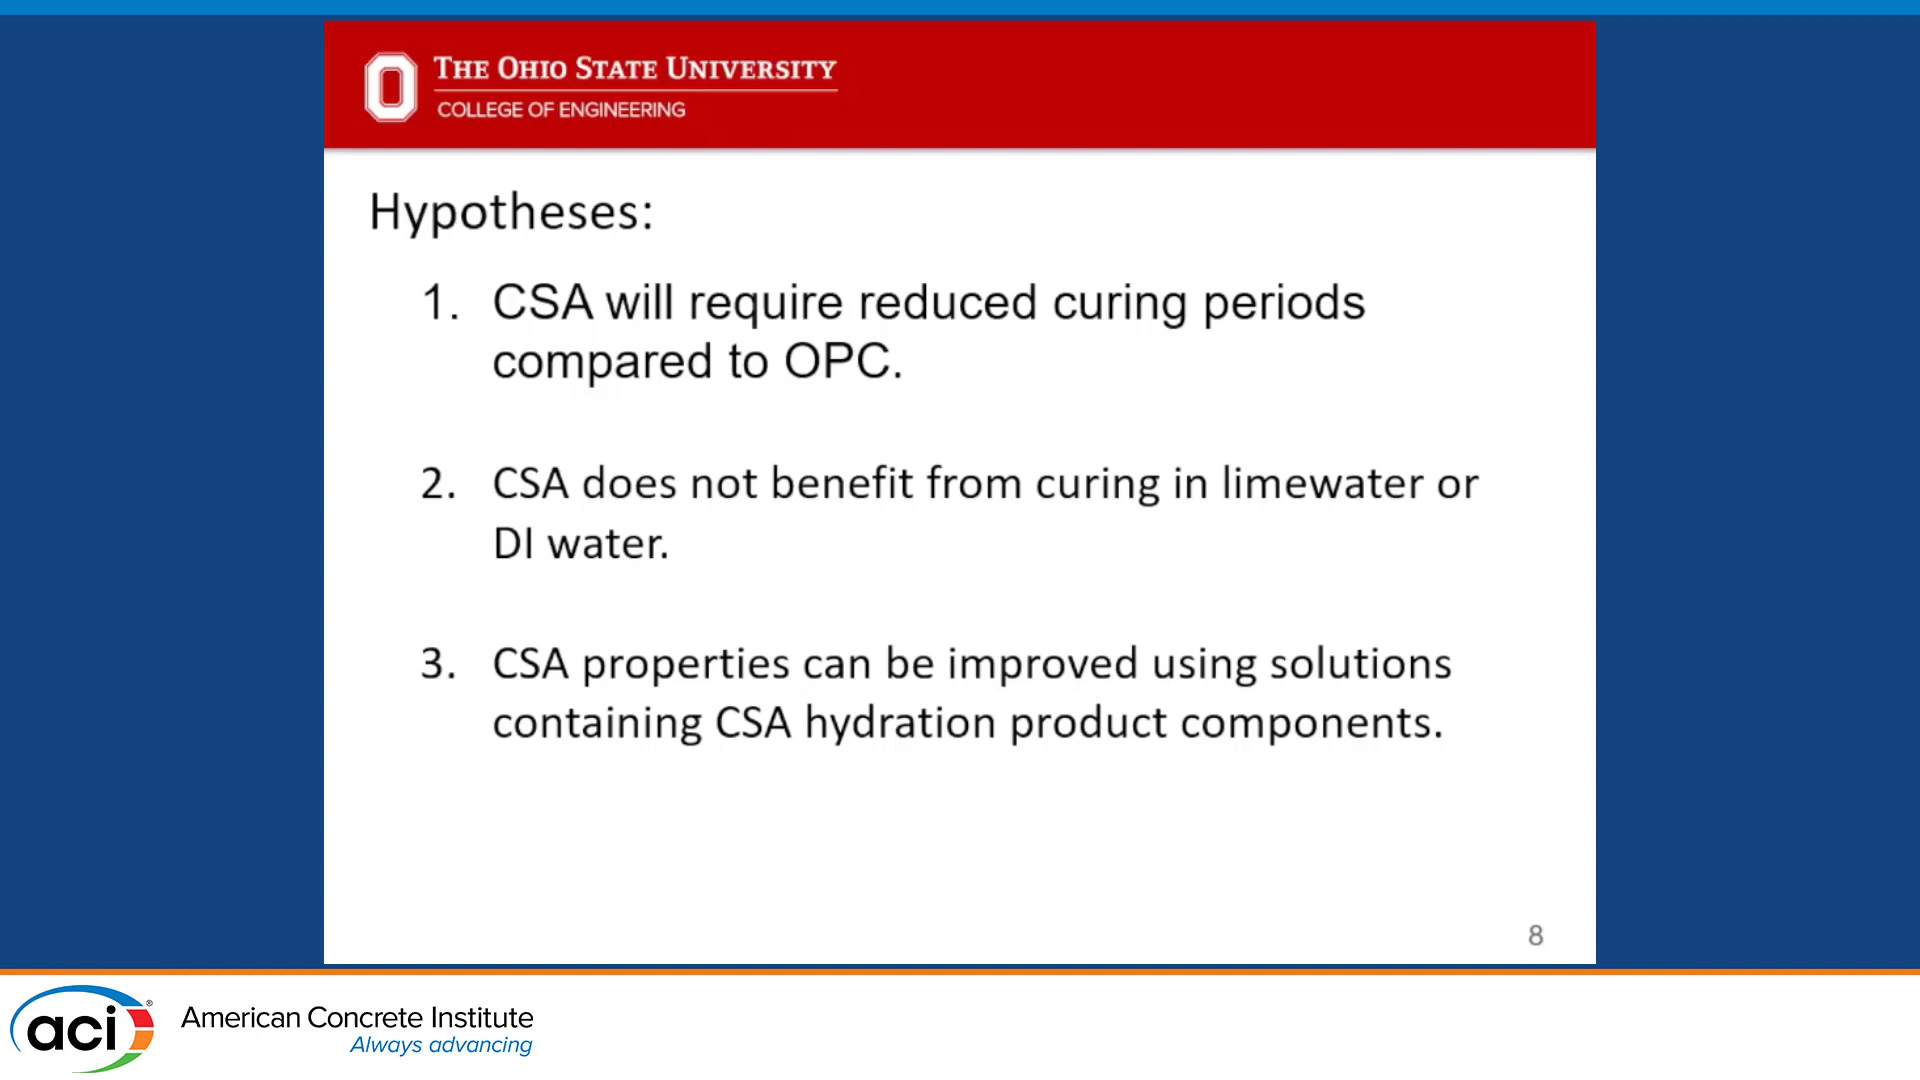 THE OHIO STATE UNIVERSITY
COLLEGE OF ENGINEERING
Hypotheses:
1. CSA will require reduced curing periods
compared to OPC.
2. CSA does not benefit from curing in limewater or
DI water.
3. CSA properties can be improved using solutions
containing CSA hydration product components.
8
aci®
American Concrete Institute
Always advancing